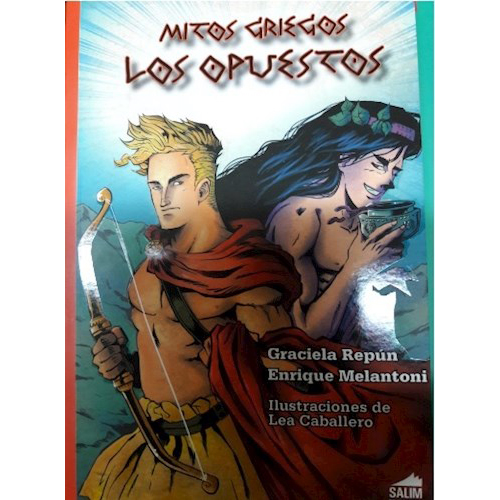 MITOS GRIEGOS
LOS OPUESTOS
Graciela Repún
Enrique Melantoni
Ilustraciones de
Lea Caballero
SALIM